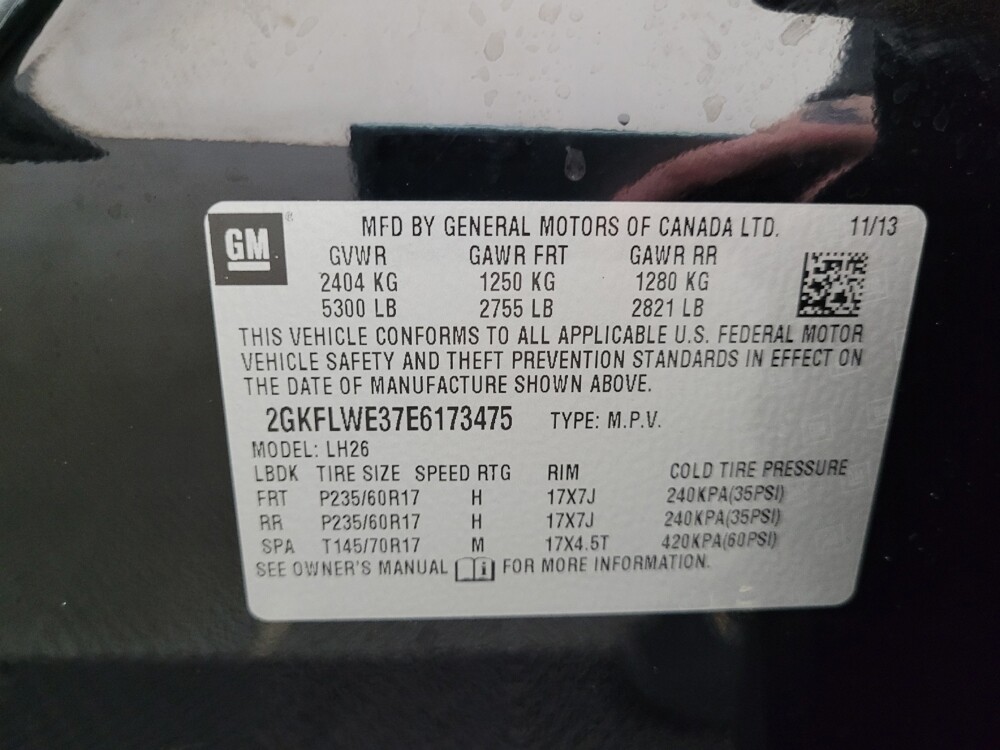 GM ®
MFD BY GENERAL MOTORS OF CANADA LTD. 11/13
GVWR GAWR FRT GAWR RR
2404 KG 1250 KG 1280 KG
5300 LB 2755 LB 2821 LB
THIS VEHICLE CONFORMS TO ALL APPLICABLE U.S. FEDERAL MOTOR
VEHICLE SAFETY AND THEFT PREVENTION STANDARDS IN EFFECT ON
THE DATE OF MANUFACTURE SHOWN ABOVE.
2GKFLWE37E6173475 TYPE: M.P.V.
MODEL: LH26
LBDK TIRE SIZE SPEED RTG RIM COLD TIRE PRESSURE
FRT P235/60R17 H 17X7J 240KPA(35PSI)
RR P235/60R17 H 17X7J 240KPA(35PSI)
SPA T145/70R17 M 17X4.5T 420KPA(60PSI)
SEE OWNER'S MANUAL i FOR MORE INFORMATION.